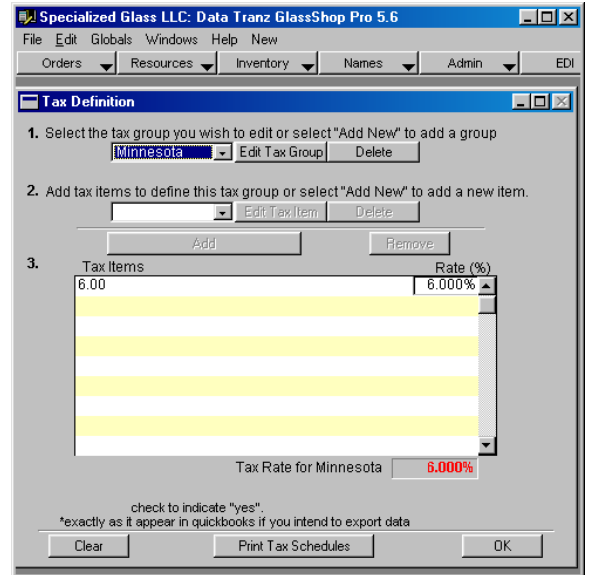 Specialized Glass LLC: Data Tranz GlassShop Pro 5.6
File Edit Globals Windows Help New
Orders Resources Inventory Names Admin EDI
Tax Definition
1. Select the tax group you wish to edit or select "Add New" to add a group
Minnesota Edit Tax Group Delete
2. Add tax items to define this tax group or select "Add New" to add a new item.
Edit Tax Item Delete
Add Remove
3. Tax Items Rate (%)
6.00 6.000%
Tax Rate for Minnesota 6.000%
check to indicate "yes".
*exactly as it appear in quickbooks if you intend to export data
Clear Print Tax Schedules OK